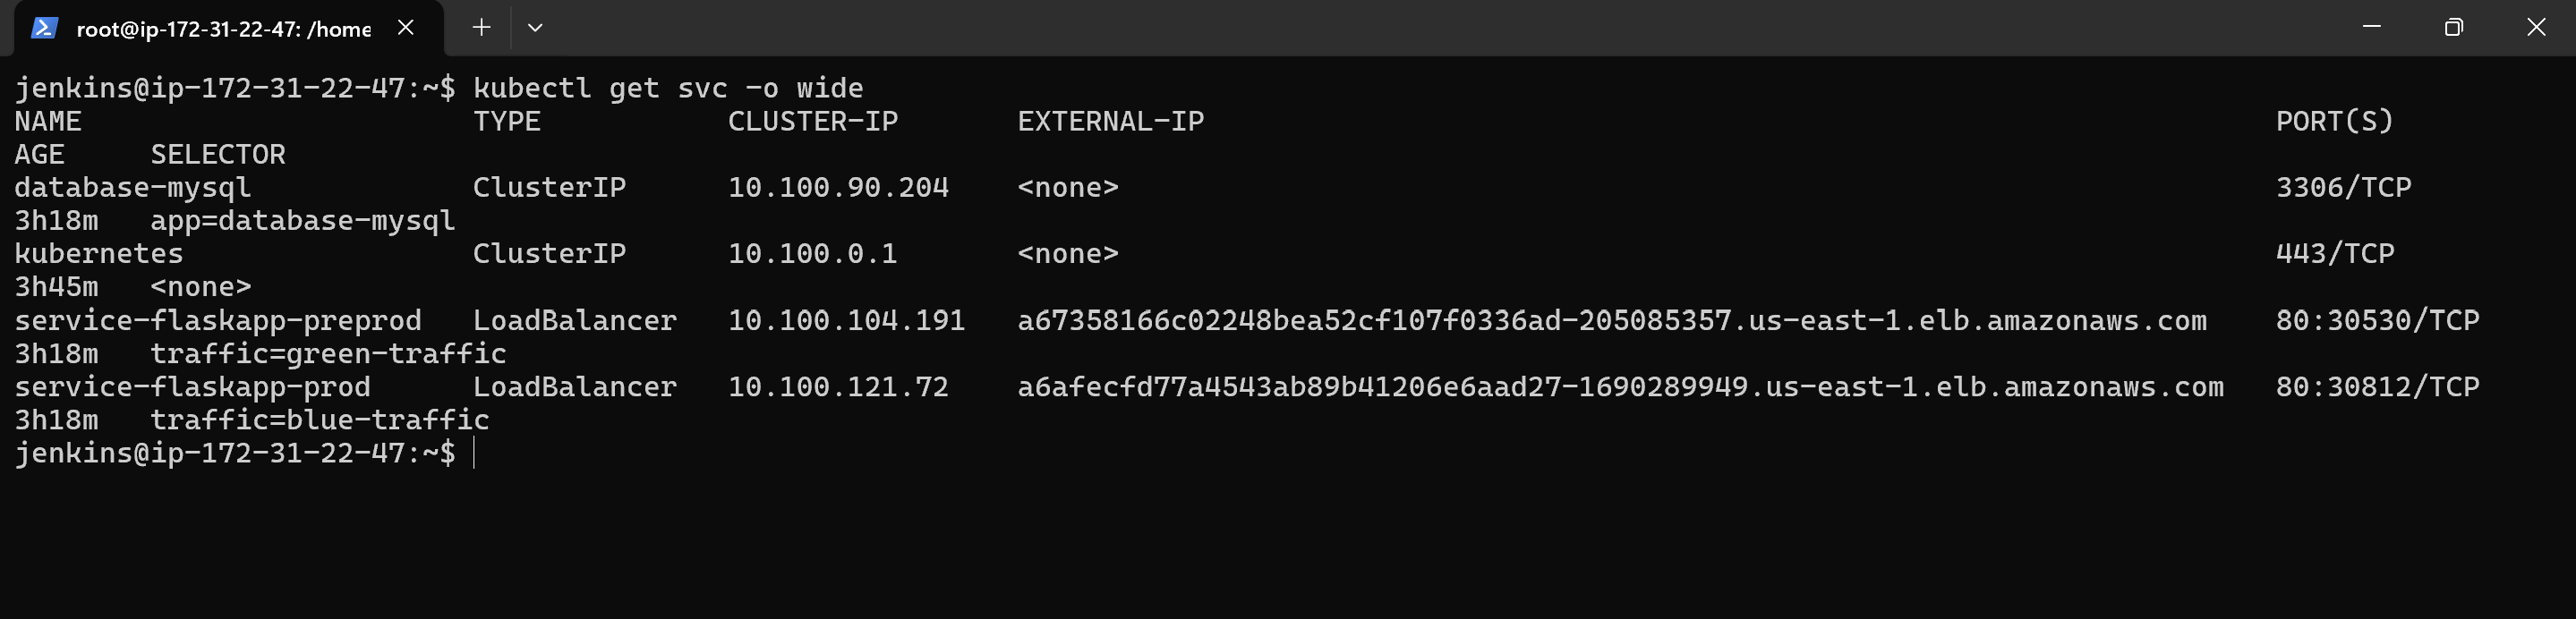 root@ip-172-31-22-47: /home
jenkins@ip-172-31-22-47:~$ kubectl get svc -o wide
NAME TYPE CLUSTER-IP EXTERNAL-IP PORT(S)
AGE SELECTOR
database-mysql ClusterIP 10.100.90.204 <none> 3306/TCP
3h18m app=database-mysql
kubernetes ClusterIP 10.100.0.1 <none> 443/TCP
3h45m <none>
service-flaskapp-preprod LoadBalancer 10.100.104.191 a67358166c02248bea52cf107f0336ad-205085357.us-east-1.elb.amazonaws.com 80:30530/TCP
3h18m traffic=green-traffic
service-flaskapp-prod LoadBalancer 10.100.121.72 a6afecfd77a4543ab89b41206e6aad27-1690289949.us-east-1.elb.amazonaws.com 80:30812/TCP
3h18m traffic=blue-traffic
jenkins@ip-172-31-22-47:~$